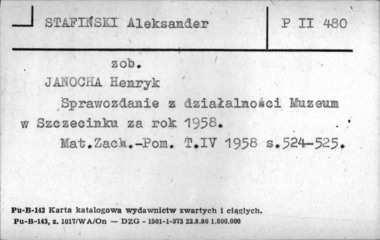 STAFIŃSKI Aleksander
P II 480
zob.
JANOCHA Henryk
Sprawozdanie z działalności Muzeum
w Szczecinku za rok 1958.
Mat.Zach.-Pom. T.IV 1958 s.524-525.
Pu-B-143 Karta katalogowa wydawnictw zwartych i ciągłych.
Pu-B-143, z. 1017/WA/On — DZG - 1501-1-373 22.8.80 1.800.000